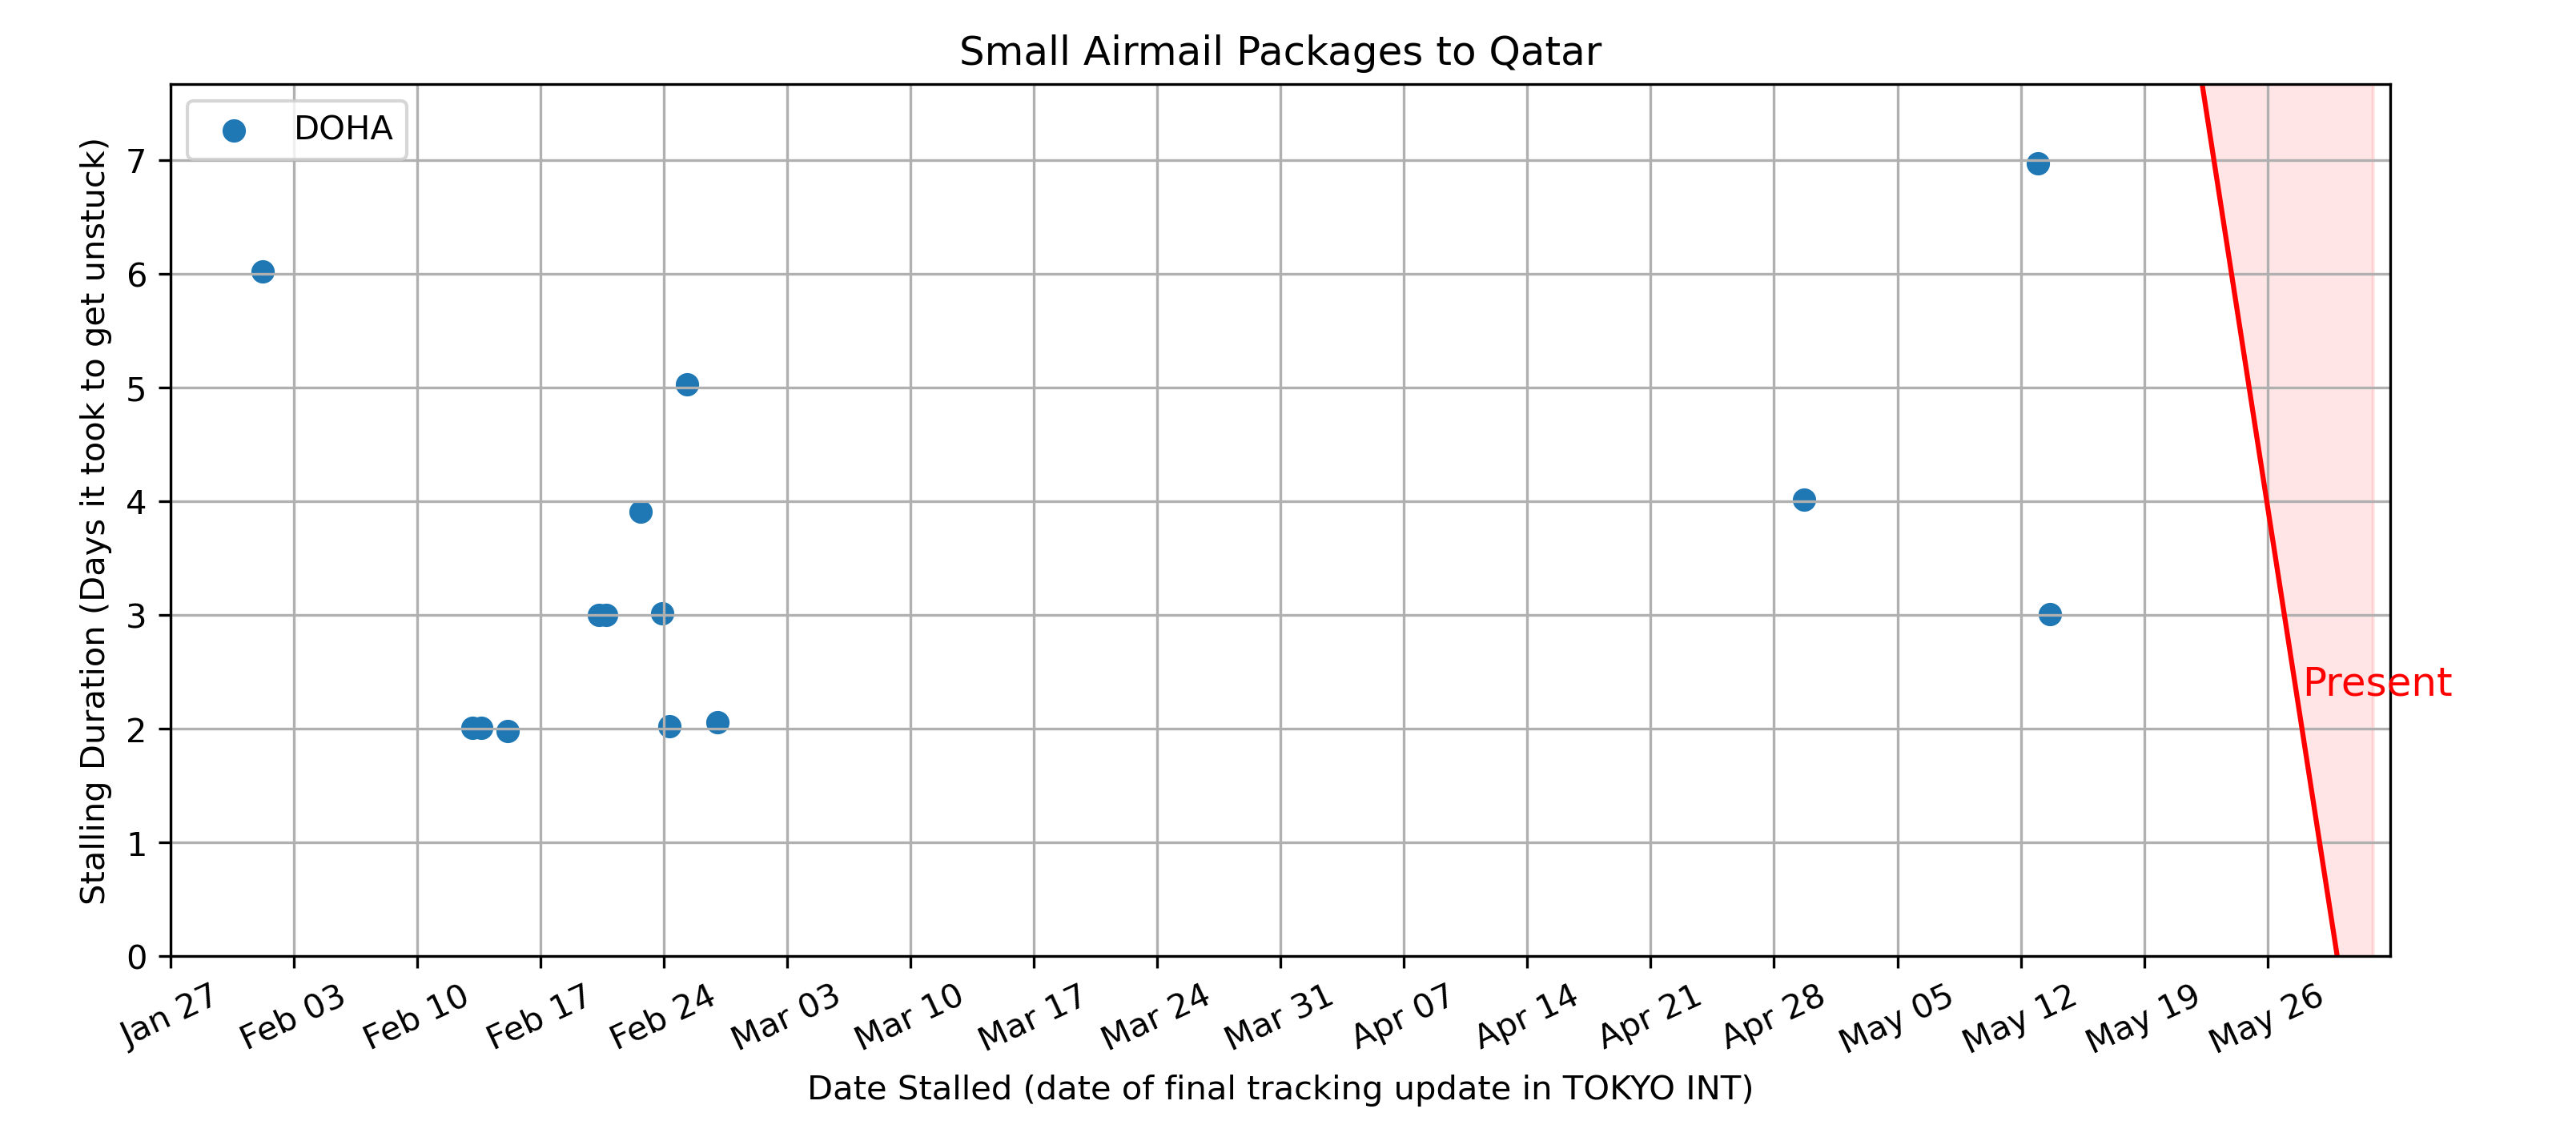 Small Airmail Packages to Qatar
DOHA
Stalling Duration (Days it took to get unstuck)
7
6
5
4
3
2
1
0
Present
Jan 27 Feb 03 Feb 10 Feb 17 Feb 24 Mar 03 Mar 10 Mar 17 Mar 24 Mar 31 Apr 07 Apr 14 Apr 21 Apr 28 May 05 May 12 May 19 May 26
Date Stalled (date of final tracking update in TOKYO INT)